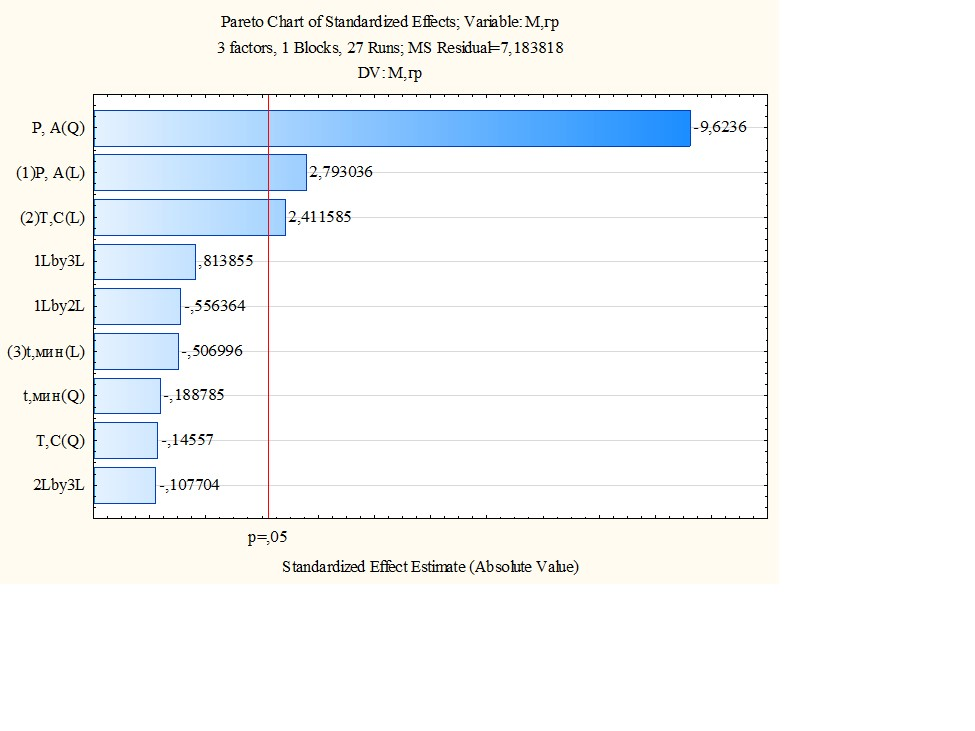 Pareto Chart of Standardized Effects; Variable: М,гр
3 factors, 1 Blocks, 27 Runs; MS Residual=7,183818
DV: М,гр
P, A(Q) -9,6236
(1)P, A(L) 2,793036
(2)T,C(L) 2,411585
1Lby3L ,813855
1Lby2L -,556364
(3)t,мин(L) -,506996
t,мин(Q) -,188785
T,C(Q) -,14557
2Lby3L -,107704
p=,05
Standardized Effect Estimate (Absolute Value)